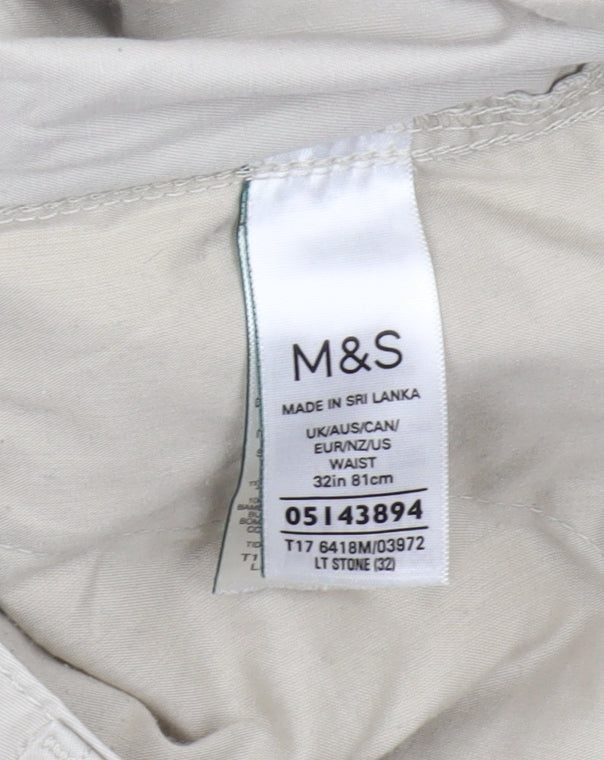 M&S
MADE IN SRI LANKA
UK/AUS/CAN/
EUR/NZ/US
WAIST
32in 81cm
05143894
T17 6418M/03972
LT STONE (32)